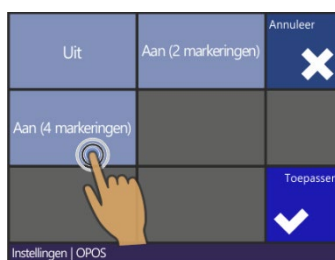 Uit
Aan (2 markeringen)
Annuleer
Aan (4 markeringen)
Toepassen
Instellingen | OPOS